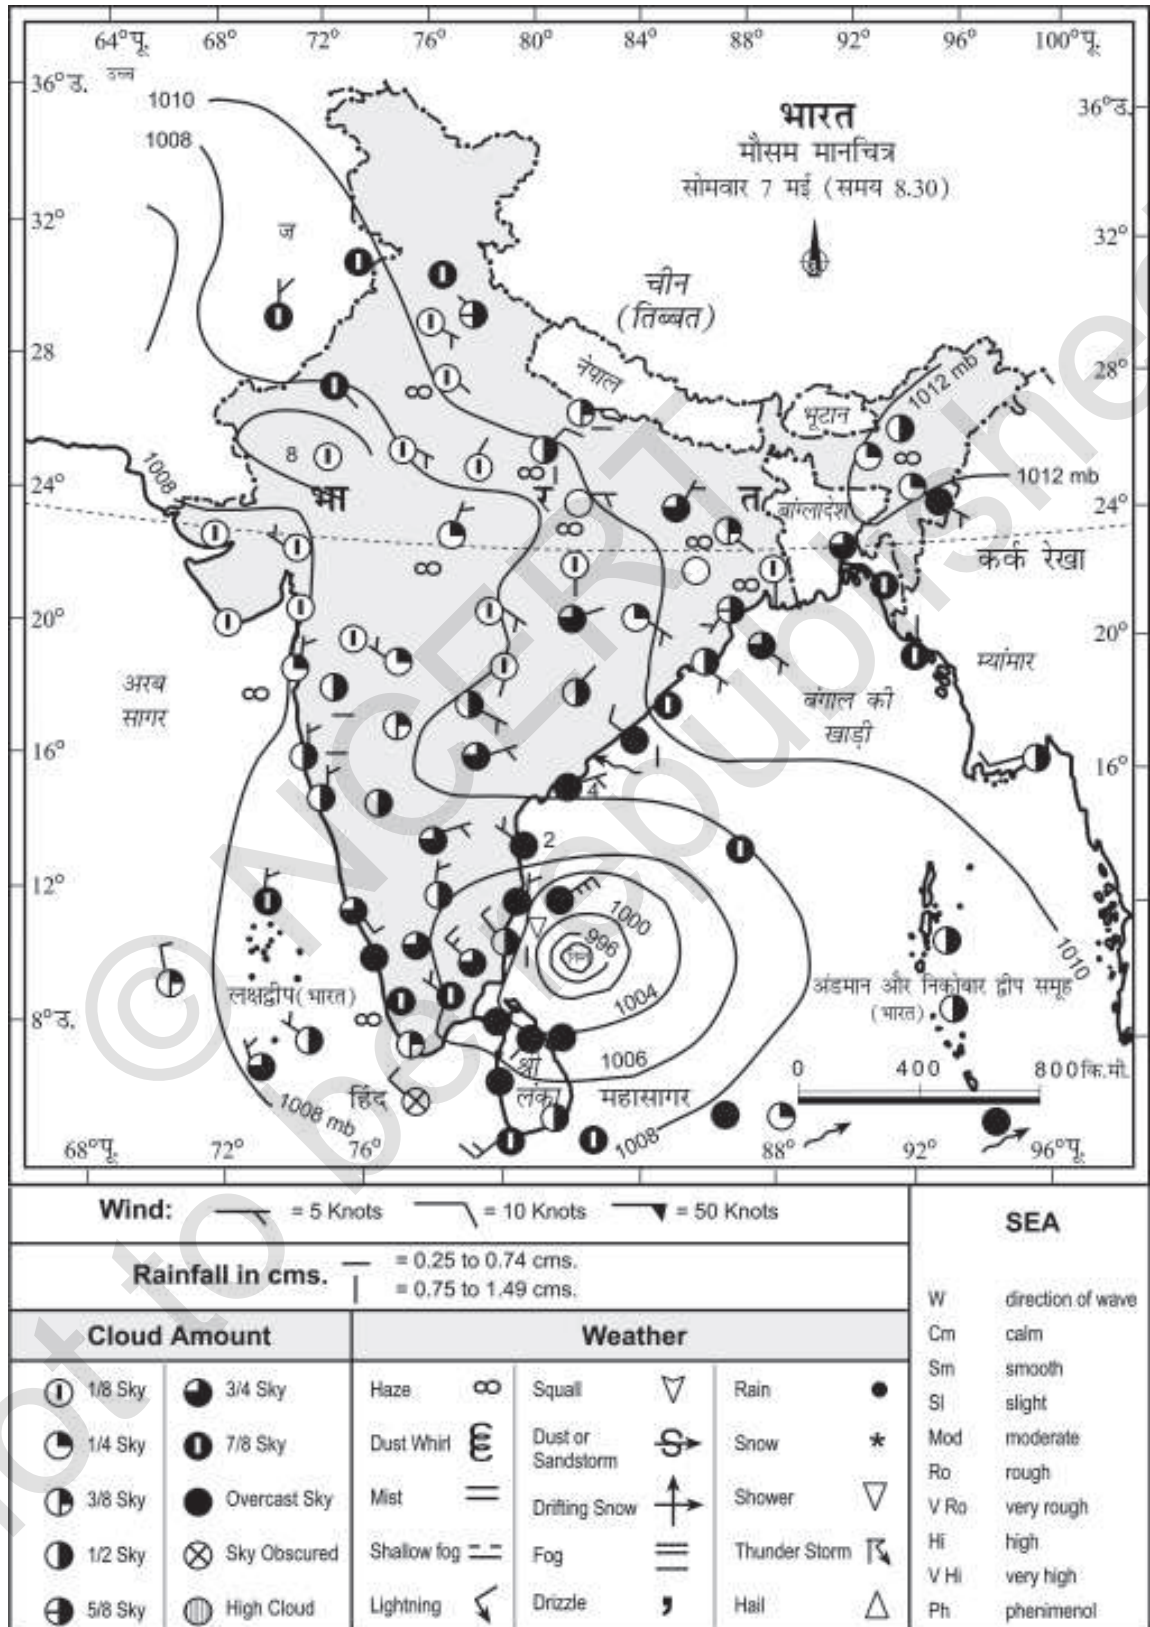 64°पू. 68° 72° 76° 80° 84° 88° 92° 96° 100°पू.
36°उ. उच्च 36°उ.
1010
1008
भारत
मौसम मानचित्र
सोमवार 7 मई (समय 8.30)
32° 32°
ज
चीन
(तिब्बत)
28° 28°
नेपाल
भूटान
1012 mb
8
1008
1012 mb
24° 24°
भा र त
बांग्लादेश
कर्क रेखा
20° 20°
अरब
सागर
म्यांमार
बंगाल की
खाड़ी
16° 16°
4
2
12° 12°
1000
996
निम्न
1004
1006
1008
1010
लक्षद्वीप(भारत)
अंडमान और निकोबार द्वीप समूह
(भारत)
8°उ. 8°
श्री
लंका
हिंद महासागर
1008 mb
0 400 800कि.मी.
68°पू. 72° 76° 88° 92° 96°पू.
Wind: = 5 Knots = 10 Knots = 50 Knots
Rainfall in cms. = 0.25 to 0.74 cms.
= 0.75 to 1.49 cms.
Cloud Amount
1/8 Sky 3/4 Sky
1/4 Sky 7/8 Sky
3/8 Sky Overcast Sky
1/2 Sky Sky Obscured
5/8 Sky High Cloud
Weather
Haze Squall Rain
Dust Whirl Dust or Sandstorm Snow
Mist Drifting Snow Shower
Shallow fog Fog Thunder Storm
Lightning Drizzle Hail
SEA
W direction of wave
Cm calm
Sm smooth
Sl slight
Mod moderate
Ro rough
V Ro very rough
Hi high
V Hi very high
Ph phenimenol
© NCERT
not to be republished